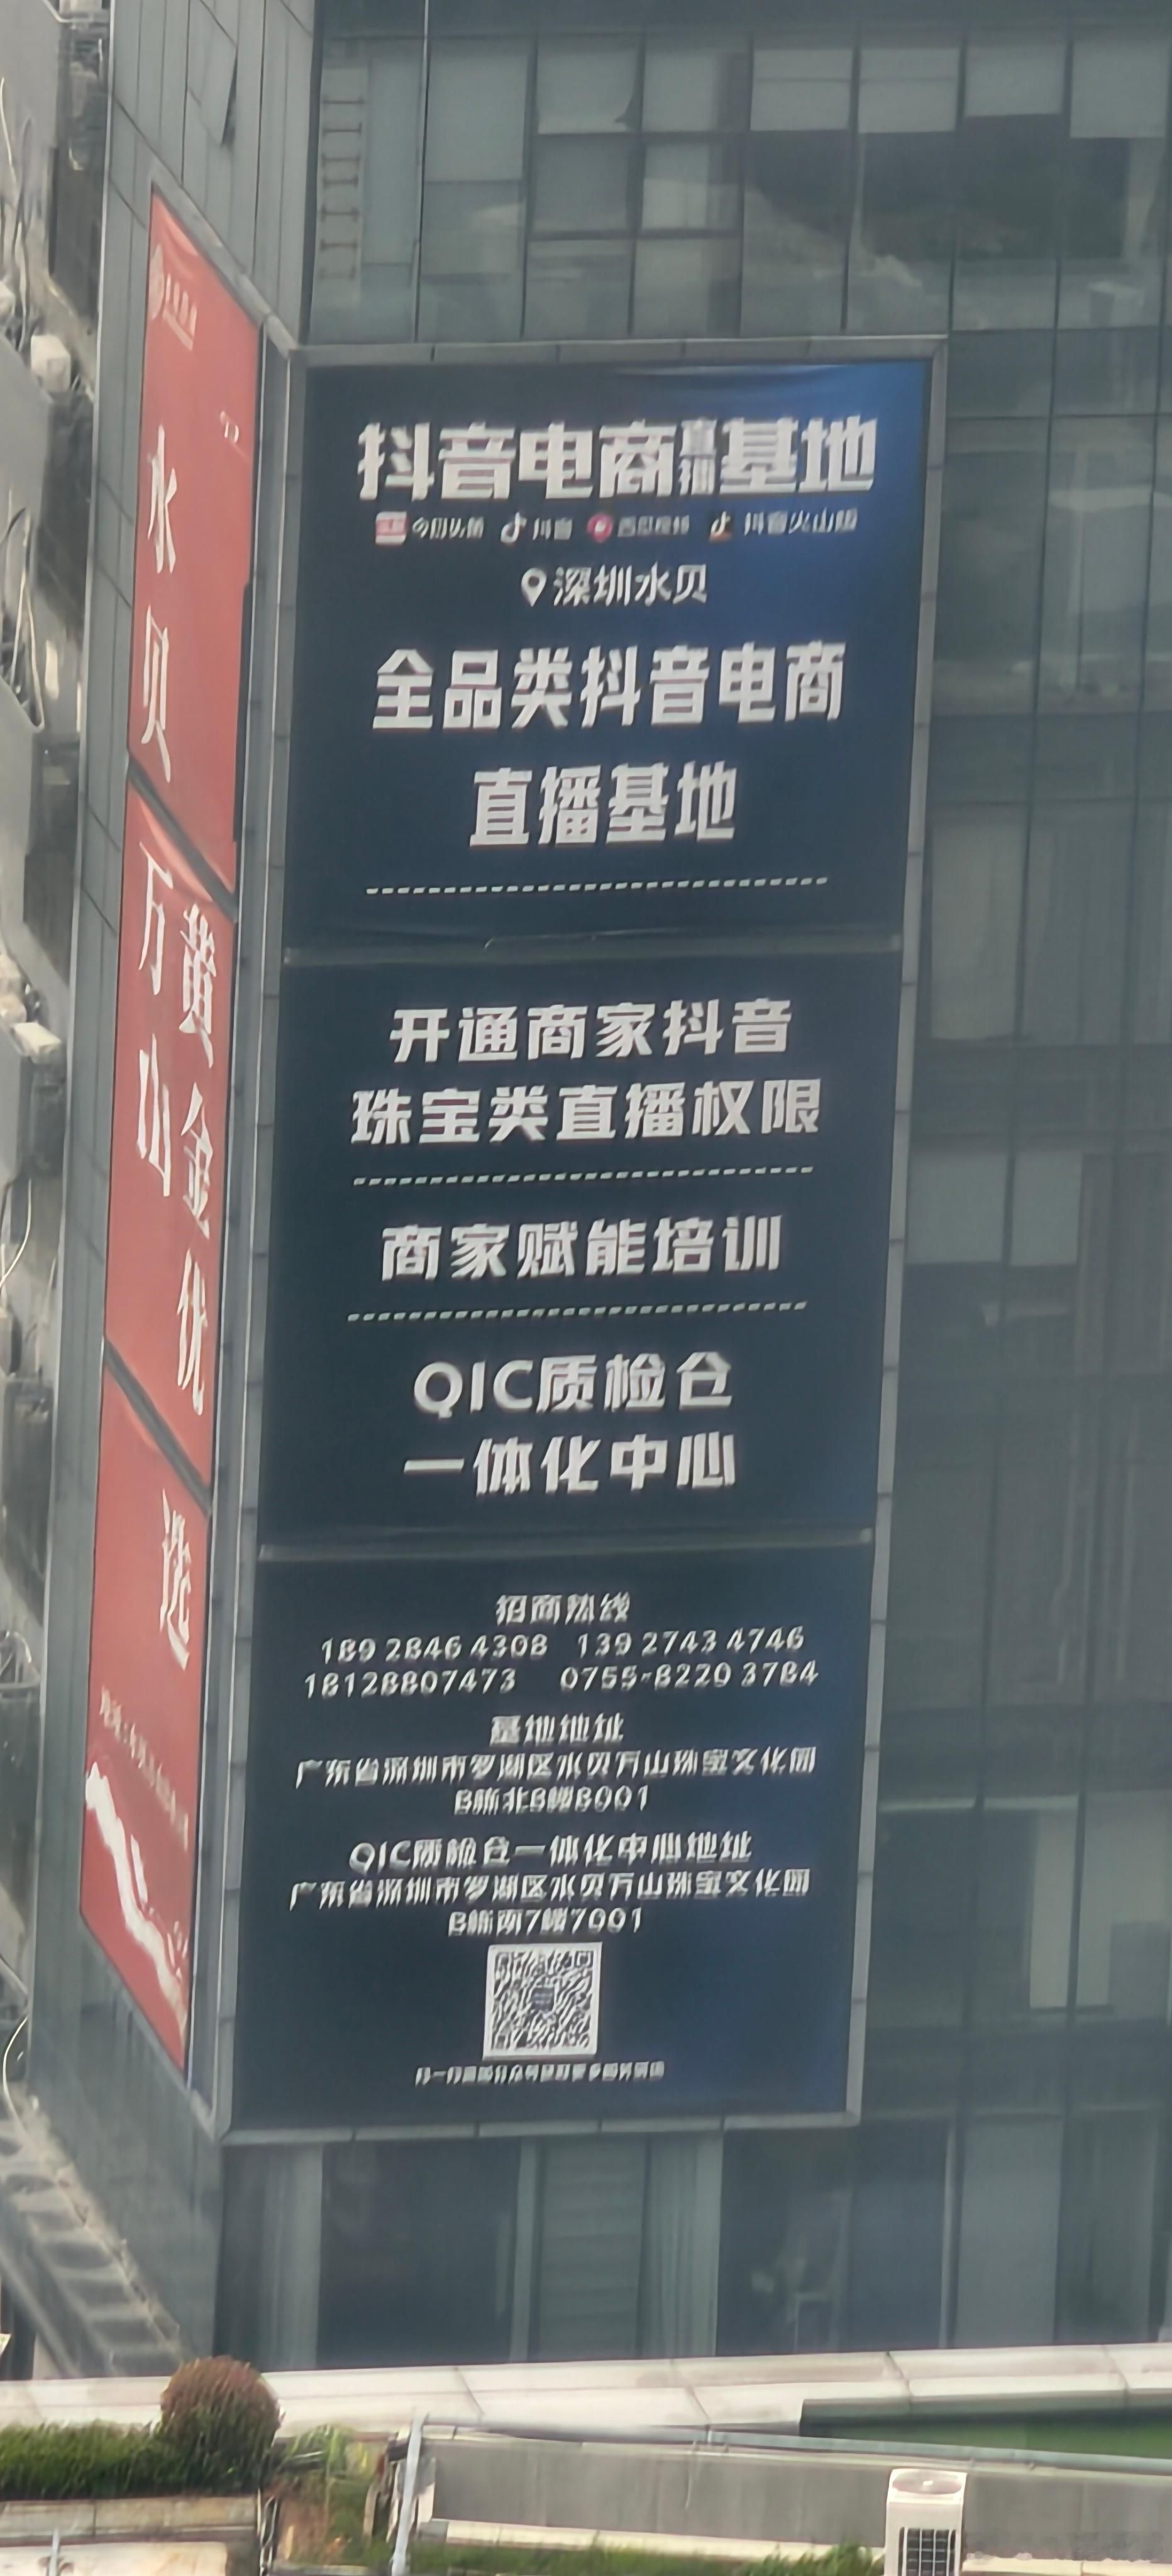 抖音电商直播基地
今日头条 抖音 西瓜视频 抖音火山版
深圳水贝
全品类抖音电商
直播基地
开通商家抖音
珠宝类直播权限
商家赋能培训
QIC质检仓
一体化中心
招商热线
189 2846 4308 139 2743 4746
18128807473 0755-8220 3784
基地地址
广东省深圳市罗湖区水贝万山珠宝文化园
B栋北8楼8001
QIC质检仓一体化中心地址
广东省深圳市罗湖区水贝万山珠宝文化园
B栋南7楼7001
水贝万山
黄金优选